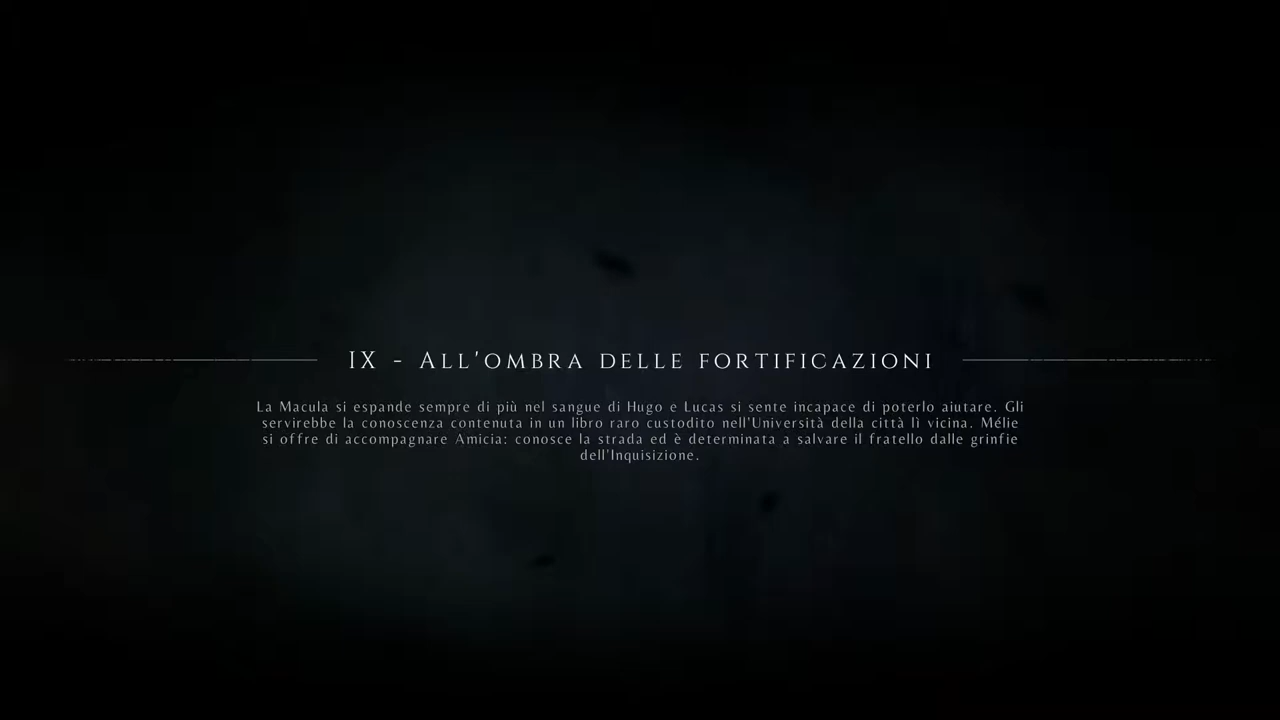 IX - All'ombra delle fortificazioni
La Macula si espande sempre di più nel sangue di Hugo e Lucas si sente incapace di poterlo aiutare. Gli
servirebbe la conoscenza contenuta in un libro raro custodito nell'Università della città lì vicina. Mélie
si offre di accompagnare Amicia: conosce la strada ed è determinata a salvare il fratello dalle grinfie
dell'Inquisizione.